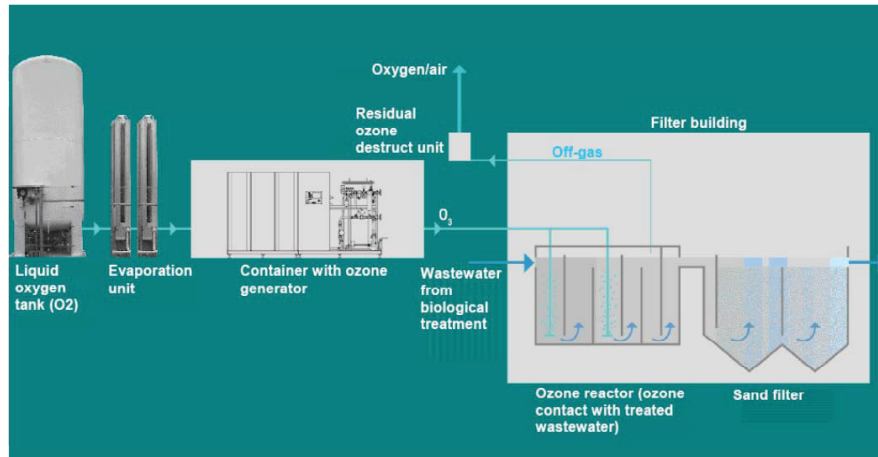 Oxygen/air
Residual
ozone
destruct unit
Filter building
Off-gas
O3
Liquid
oxygen
tank (O2)
Evaporation
unit
Container with ozone
generator
Wastewater
from
biological
treatment
Ozone reactor (ozone
contact with treated
wastewater)
Sand filter